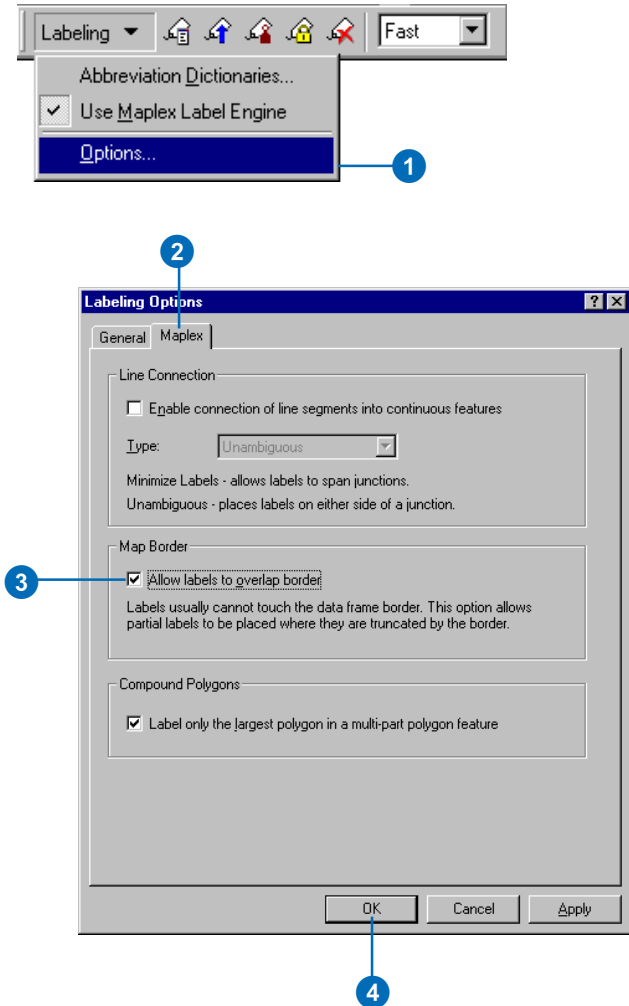 Labeling Fast
Abbreviation Dictionaries...
Use Maplex Label Engine
Options...
1
2
Labeling Options
General Maplex
Line Connection
Enable connection of line segments into continuous features
Type: Unambiguous
Minimize Labels - allows labels to span junctions.
Unambiguous - places labels on either side of a junction.
Map Border
3 Allow labels to overlap border
Labels usually cannot touch the data frame border. This option allows
partial labels to be placed where they are truncated by the border.
Compound Polygons
Label only the largest polygon in a multi-part polygon feature
OK Cancel Apply
4